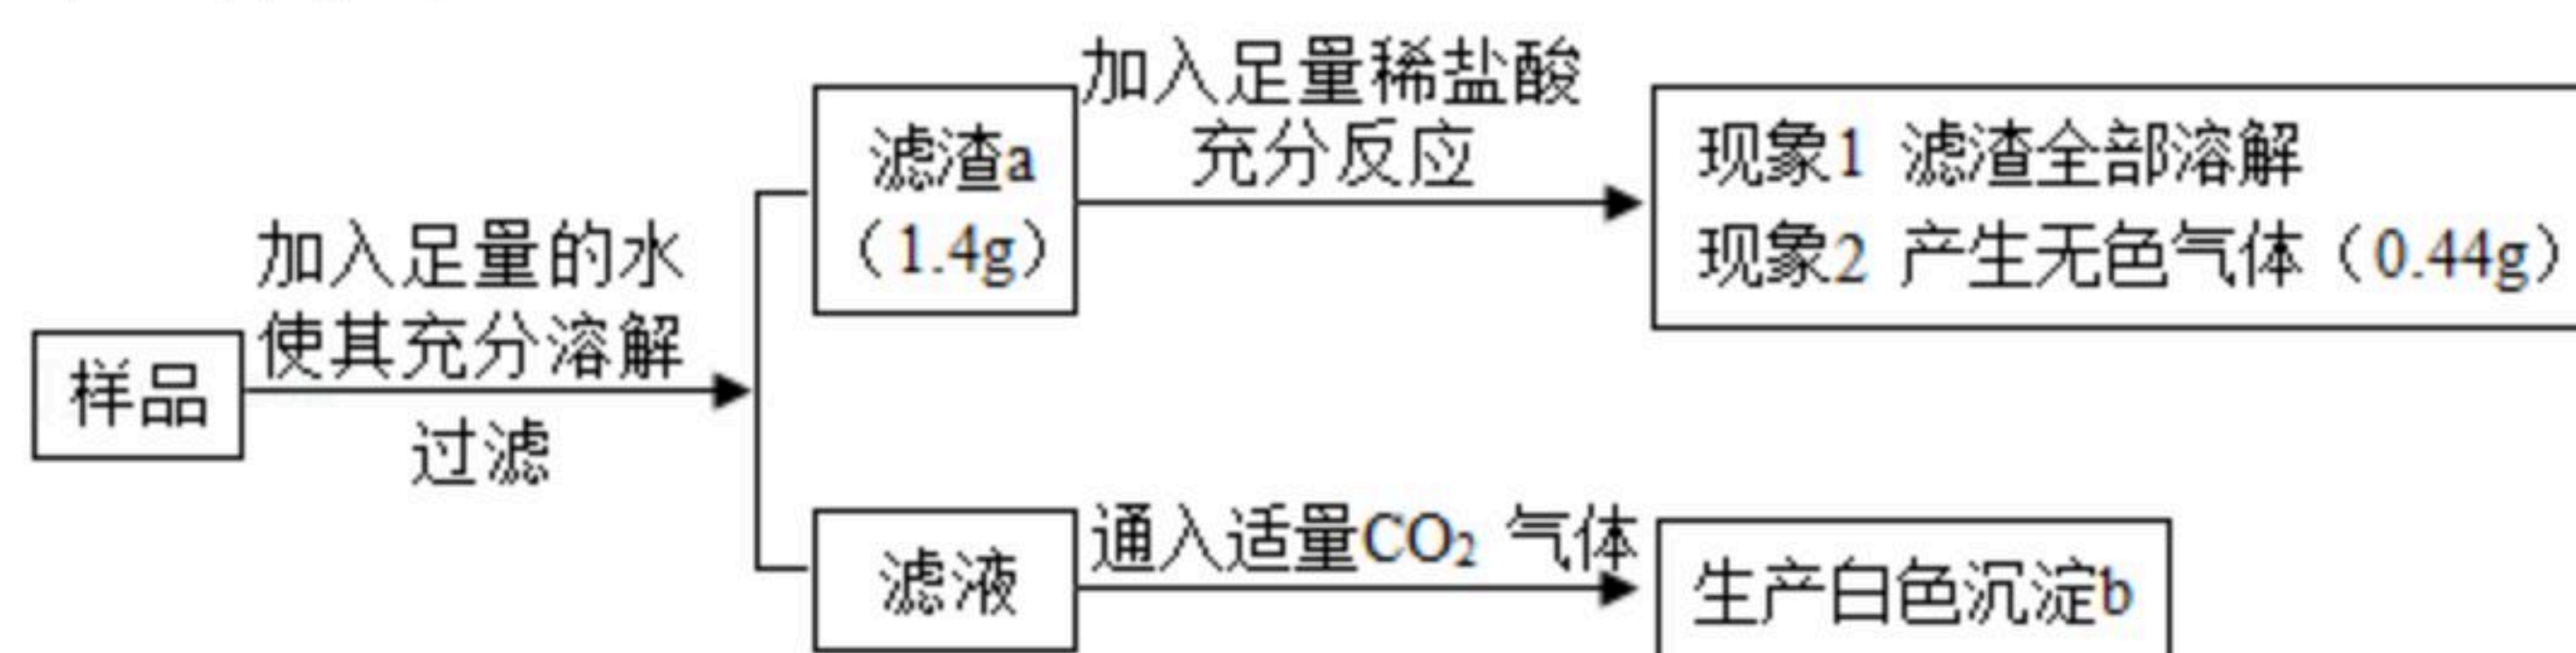 样品
加入足量的水
使其充分溶解
过滤
滤渣a
（1.4g）
加入足量稀盐酸
充分反应
现象1 滤渣全部溶解
现象2 产生无色气体（0.44g）
滤液
通入适量CO₂ 气体
生产白色沉淀b